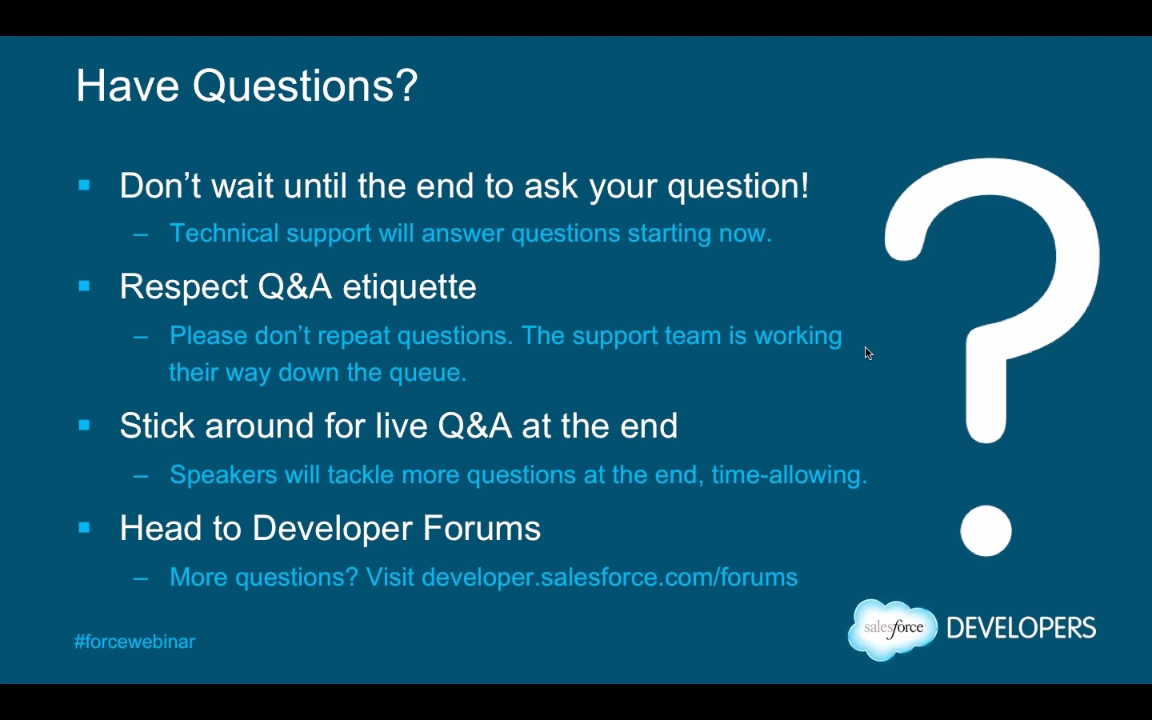 Have Questions?
Don’t wait until the end to ask your question!
– Technical support will answer questions starting now.
Respect Q&A etiquette
– Please don’t repeat questions. The support team is working
their way down the queue.
Stick around for live Q&A at the end
– Speakers will tackle more questions at the end, time-allowing.
Head to Developer Forums
– More questions? Visit developer.salesforce.com/forums
#forcewebinar
salesforce DEVELOPERS